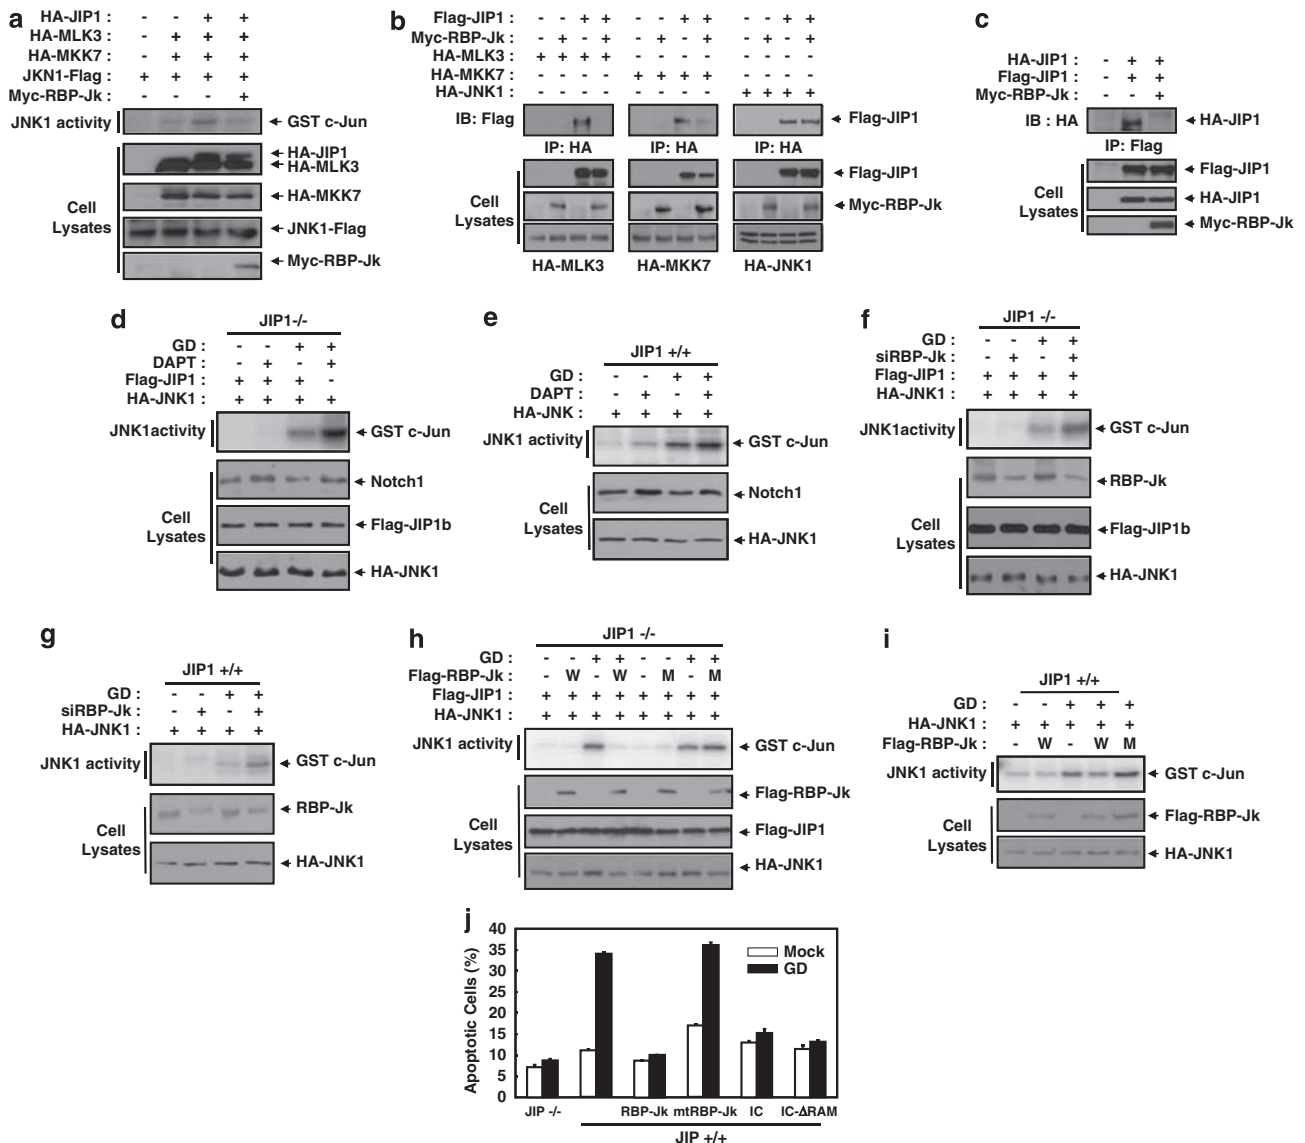 a
HA-JIP1 : - - + +
HA-MLK3 : - + + +
HA-MKK7 : - + + +
JKN1-Flag : + + + +
Myc-RBP-Jk : - - - +
JNK1 activity
GST c-Jun
HA-JIP1
HA-MLK3
HA-MKK7
JNK1-Flag
Myc-RBP-Jk
Cell
Lysates
b
Flag-JIP1 : - - + + - - + + - - + +
Myc-RBP-Jk : - + - + - + - + - + - +
HA-MLK3 : + + + + - - - - - - - -
HA-MKK7 : - - - - + + + + - - - -
HA-JNK1 : - - - - - - - - + + + +
IB: Flag
Flag-JIP1
IP: HA IP: HA IP: HA
Flag-JIP1
Myc-RBP-Jk
Cell
Lysates
HA-MLK3 HA-MKK7 HA-JNK1
c
HA-JIP1 : - + +
Flag-JIP1 : - + +
Myc-RBP-Jk : - - +
IB : HA
HA-JIP1
IP: Flag
Flag-JIP1
HA-JIP1
Myc-RBP-Jk
Cell
Lysates
d
JIP1-/-
GD : - - + +
DAPT : - + - +
Flag-JIP1 : + + + -
HA-JNK1 : + + + +
JNK1activity
GST c-Jun
Notch1
Flag-JIP1b
HA-JNK1
Cell
Lysates
e
JIP1 +/+
GD : - - + +
DAPT : - + - +
HA-JNK : + + + +
JNK1 activity
GST c-Jun
Notch1
HA-JNK1
Cell
Lysates
f
JIP1 -/-
GD : - - + +
siRBP-Jk : - + - +
Flag-JIP1 : + + + +
HA-JNK1 : + + + +
JNK1activity
GST c-Jun
RBP-Jk
Flag-JIP1b
HA-JNK1
Cell
Lysates
g
JIP1 +/+
GD : - - + +
siRBP-Jk : - + - +
HA-JNK1 : + + + +
JNK1 activity
GST c-Jun
RBP-Jk
HA-JNK1
Cell
Lysates
h
JIP1 -/-
GD : - - + + - - + +
Flag-RBP-Jk : - W - W - M - M
Flag-JIP1 : + + + + + + + +
HA-JNK1 : + + + + + + + +
JNK1 activity
GST c-Jun
Flag-RBP-Jk
Flag-JIP1
HA-JNK1
Cell
Lysates
i
JIP1 +/+
GD : - - + + +
HA-JNK1 : + + + + +
Flag-RBP-Jk : - W - W M
JNK1 activity
GST c-Jun
Flag-RBP-Jk
HA-JNK1
Cell
Lysates
j
Apoptotic Cells (%)
40
35
30
25
20
15
10
5
0
Mock
GD
JIP -/- RBP-Jk mtRBP-Jk IC IC-ΔRAM
JIP +/+